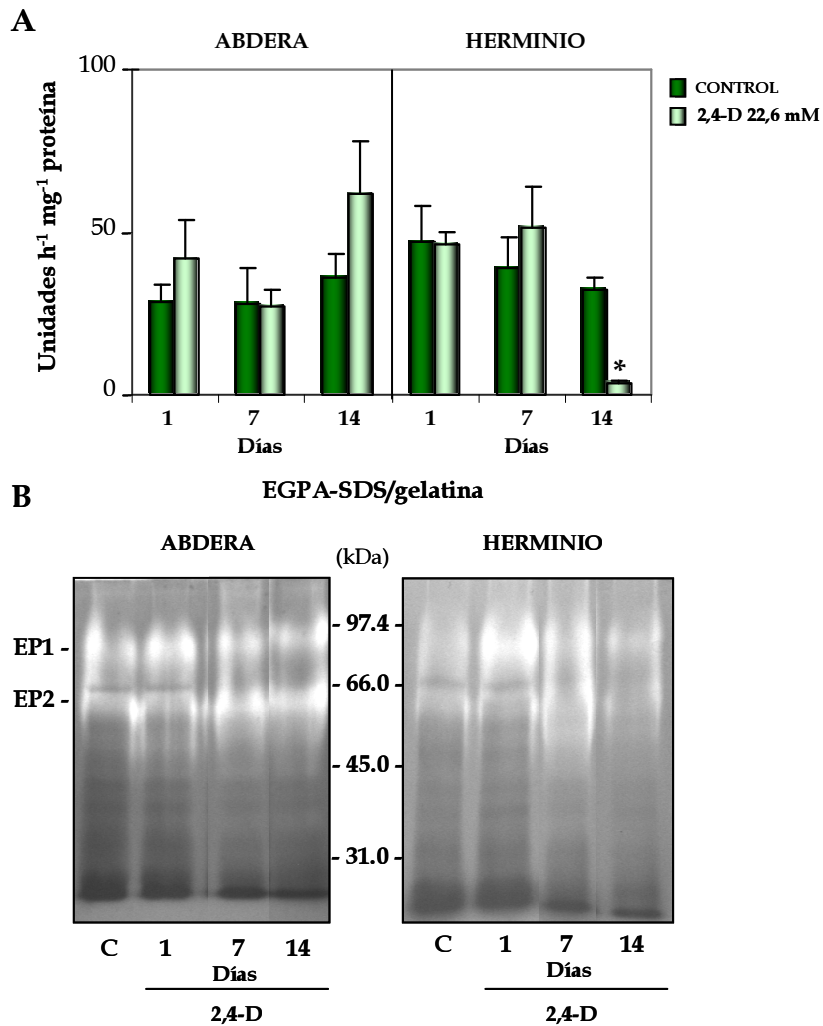 A
ABDERA HERMINIO
100
50
0
Unidades h-1 mg-1 proteína
CONTROL
2,4-D 22,6 mM
*
1 7 14 1 7 14
Días Días
B
EGPA-SDS/gelatina
ABDERA (kDa) HERMINIO
- 97.4 -
EP1 -
- 66.0 -
EP2 -
- 45.0 -
- 31.0 -
C 1 7 14 C 1 7 14
Días Días
2,4-D 2,4-D